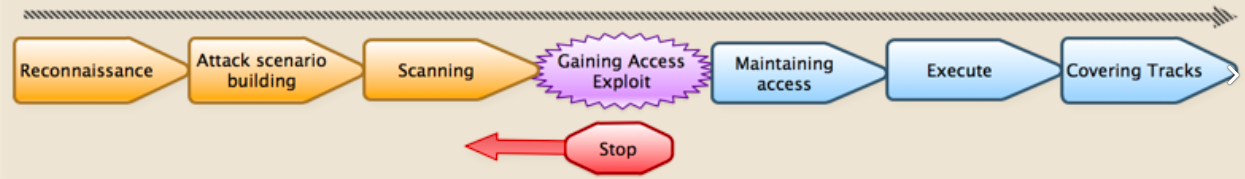 Reconnaissance
Attack scenario
building
Scanning
Gaining Access
Exploit
Maintaining
access
Execute
Covering Tracks
Stop